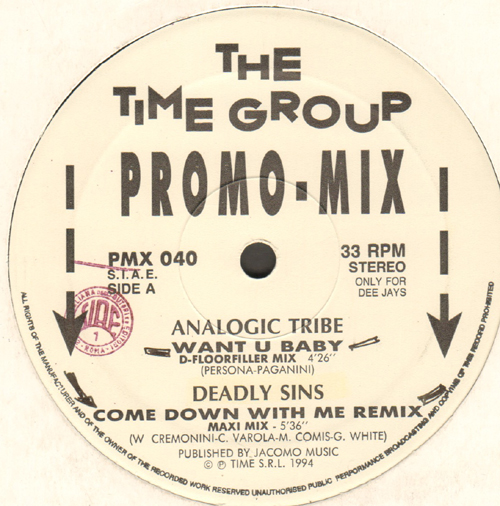 THE
TIME GROUP
PROMO-MIX
PMX 040
S.I.A.E.
SIDE A
33 RPM
STEREO
ONLY FOR
DEE JAYS
ANALOGIC TRIBE
WANT U BABY
D-FLOORFILLER MIX 4'26''
(PERSONA-PAGANINI)
DEADLY SINS
COME DOWN WITH ME REMIX
MAXI MIX - 5'36''
(W CREMONINI-C. VAROLA-M. COMIS-G. WHITE)
PUBLISHED BY JACOMO MUSIC
© ℗ TIME S.R.L. 1994
ALL RIGHTS OF THE MANUFACTURER AND OF THE OWNER OF THE RECORDED WORK RESERVED UNAUTHORISED PUBLIC PERFORMANCE BROADCASTING AND COPYING OF THIS RECORD PROHIBITED
ROMA